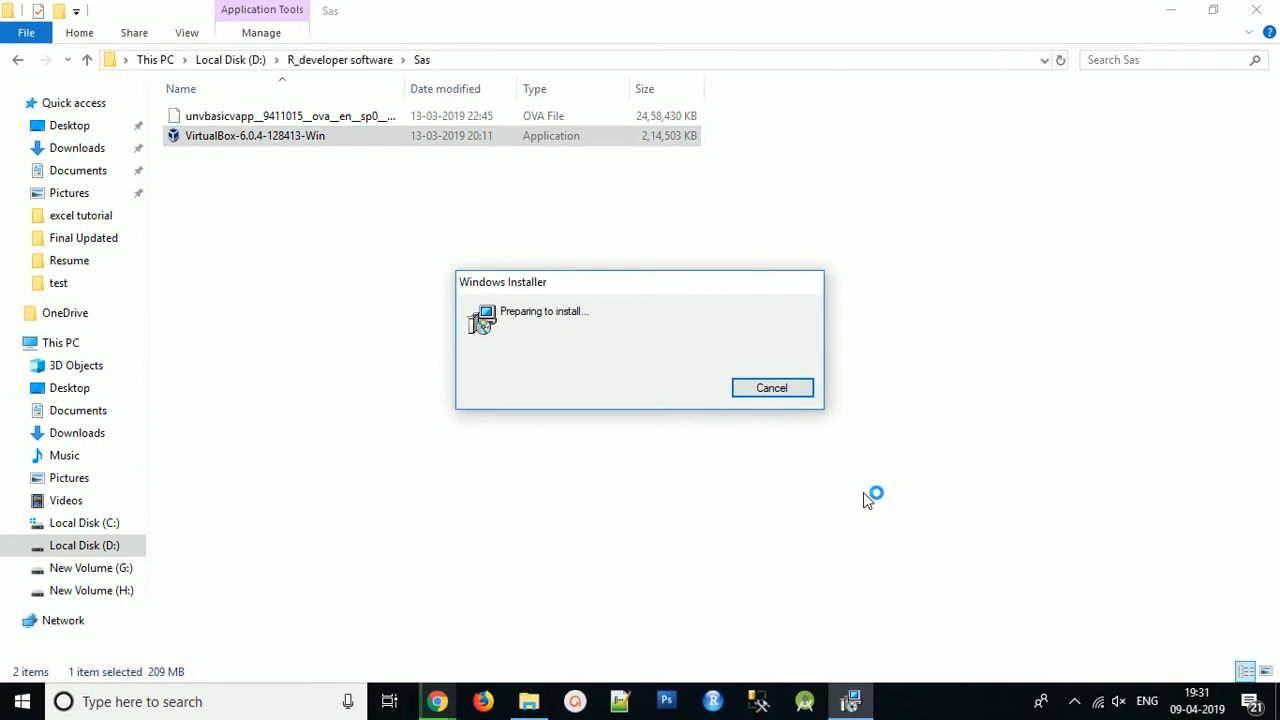 Application Tools
Sas
File
Home
Share
View
Manage
This PC
Local Disk (D:)
R_developer software
Sas
Search Sas
Name
Date modified
Type
Size
unvbasicvapp__9411015__ova__en__sp0__...
13-03-2019 22:45
OVA File
24,58,430 KB
VirtualBox-6.0.4-128413-Win
13-03-2019 20:11
Application
2,14,503 KB
Quick access
Desktop
Downloads
Documents
Pictures
excel tutorial
Final Updated
Resume
test
OneDrive
This PC
3D Objects
Desktop
Documents
Downloads
Music
Pictures
Videos
Local Disk (C:)
Local Disk (D:)
New Volume (G:)
New Volume (H:)
Network
Windows Installer
Preparing to install...
Cancel
2 items
1 item selected 209 MB
Type here to search
Ps
R
ENG
19:31
09-04-2019
21